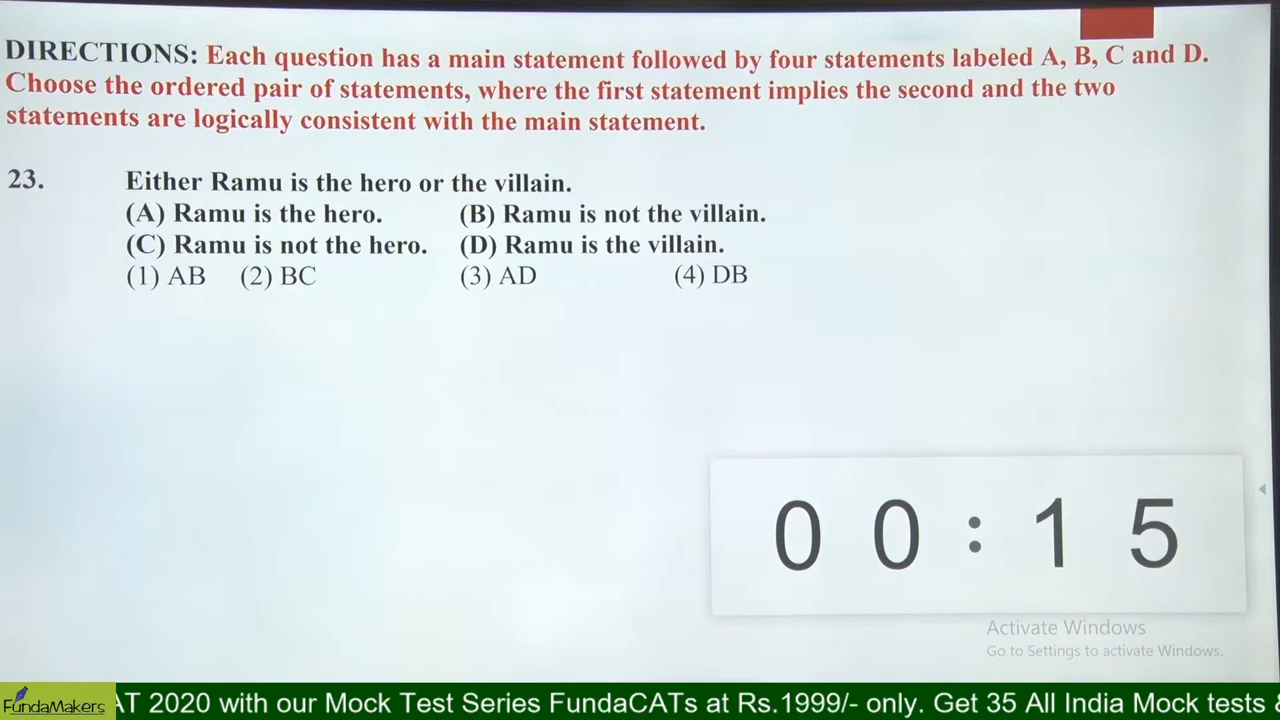 DIRECTIONS: Each question has a main statement followed by four statements labeled A, B, C and D.
Choose the ordered pair of statements, where the first statement implies the second and the two
statements are logically consistent with the main statement.
23. Either Ramu is the hero or the villain.
(A) Ramu is the hero. (B) Ramu is not the villain.
(C) Ramu is not the hero. (D) Ramu is the villain.
(1) AB (2) BC (3) AD (4) DB
00:15
Activate Windows
Go to Settings to activate Windows.
FundaMakers
AT 2020 with our Mock Test Series FundaCATs at Rs.1999/- only. Get 35 All India Mock tests &